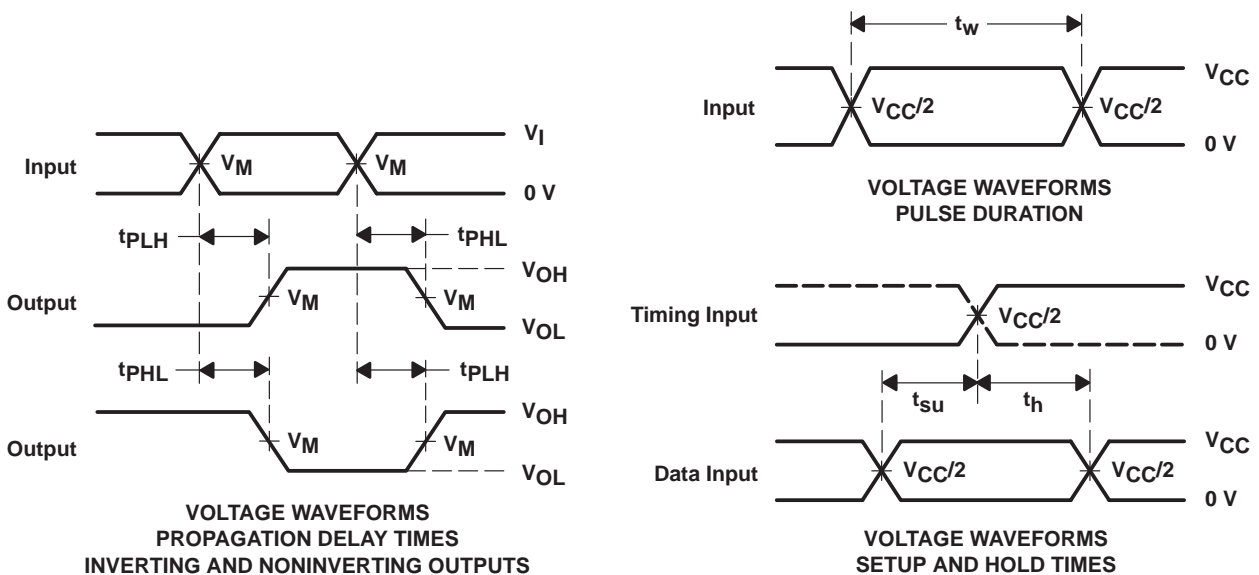 Input
VM
VM
VI
0 V
tPLH
tPHL
Output
VM
VM
VOH
VOL
tPHL
tPLH
Output
VM
VM
VOH
VOL
VOLTAGE WAVEFORMS
PROPAGATION DELAY TIMES
INVERTING AND NONINVERTING OUTPUTS
tw
Input
VCC/2
VCC/2
VCC
0 V
VOLTAGE WAVEFORMS
PULSE DURATION
Timing Input
VCC/2
VCC
0 V
tsu
th
Data Input
VCC/2
VCC/2
VCC
0 V
VOLTAGE WAVEFORMS
SETUP AND HOLD TIMES